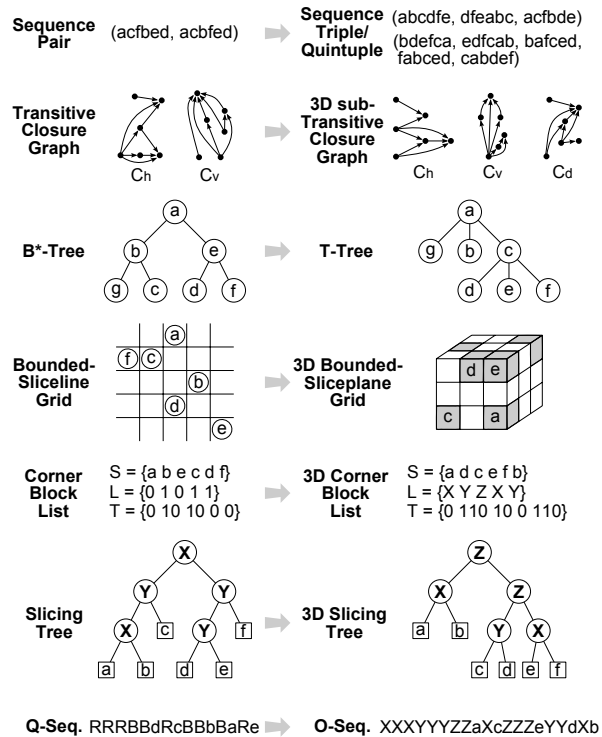 Sequence Pair
(acfbed, acbfed)
Sequence Triple/ Quintuple
(abcdfe, dfeabc, acfbde)
(bdefca, edfcab, bafced,
fabced, cabdef)
Transitive
Closure
Graph
Ch
Cv
3D sub-
Transitive
Closure
Graph
Ch
Cv
Cd
B*-Tree
a
b
e
g
c
d
f
T-Tree
a
g
b
c
d
e
f
Bounded-
Sliceline
Grid
a
f
c
b
d
e
3D Bounded-
Sliceplane
Grid
d
e
c
a
Corner
Block
List
S = {a b e c d f}
L = {0 1 0 1 1}
T = {0 10 10 0 0}
3D Corner
Block
List
S = {a d c e f b}
L = {X Y Z X Y}
T = {0 110 10 0 110}
Slicing
Tree
X
Y
Y
X
c
Y
f
a
b
d
e
3D Slicing
Tree
Z
X
Z
a
b
Y
X
c
d
e
f
Q-Seq. RRRBBdRcBBbBaRe
O-Seq. XXXYYYZZaXcZZZeYYdXb